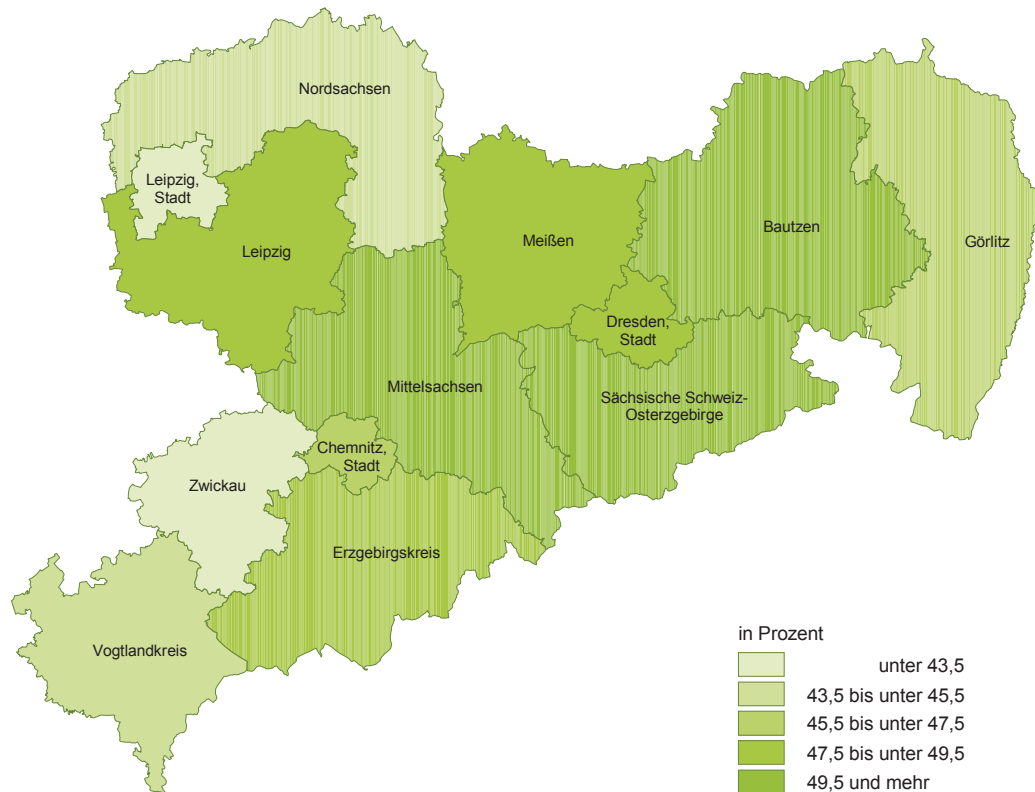 Nordsachsen
Leipzig,
Stadt
Leipzig
Meißen
Bautzen
Görlitz
Dresden,
Stadt
Mittelsachsen
Sächsische Schweiz-
Osterzgebirge
Chemnitz,
Stadt
Zwickau
Erzgebirgskreis
Vogtlandkreis
in Prozent
unter 43,5
43,5 bis unter 45,5
45,5 bis unter 47,5
47,5 bis unter 49,5
49,5 und mehr